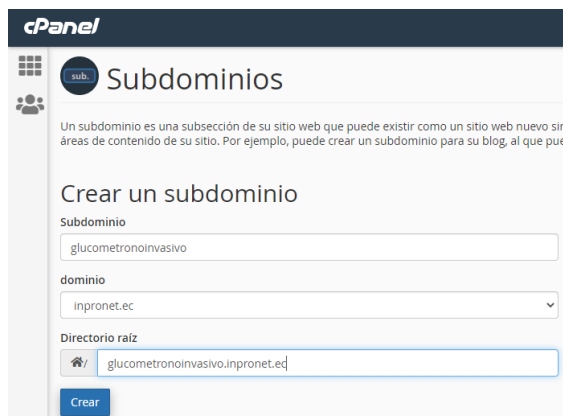 cPanel
sub.
Subdominios
Un subdominio es una subsección de su sitio web que puede existir como un sitio web nuevo sin
áreas de contenido de su sitio. Por ejemplo, puede crear un subdominio para su blog, al que pue
Crear un subdominio
Subdominio
glucometronoinvasivo
dominio
inpronet.ec
Directorio raíz
/ glucometronoinvasivo.inpronet.ec
Crear